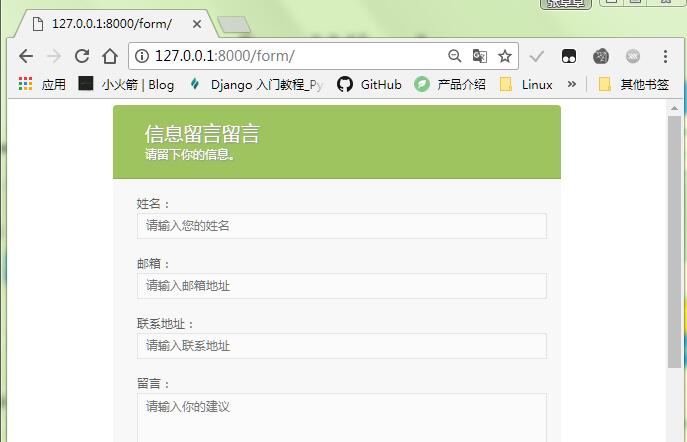 127.0.0.1:8000/form/
127.0.0.1:8000/form/
应用 小火箭 | Blog Django 入门教程_Py GitHub 产品介绍 Linux » 其他书签
信息留言留言
请留下你的信息。
姓名：
请输入您的姓名
邮箱：
请输入邮箱地址
联系地址：
请输入联系地址
留言：
请输入你的建议